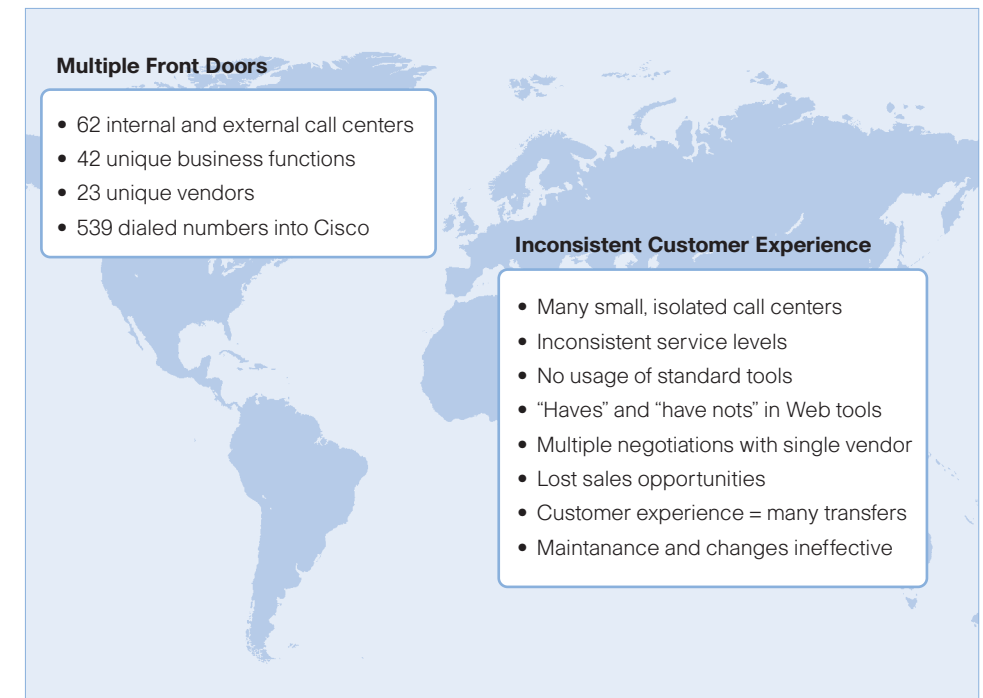 Multiple Front Doors
• 62 internal and external call centers
• 42 unique business functions
• 23 unique vendors
• 539 dialed numbers into Cisco
Inconsistent Customer Experience
• Many small, isolated call centers
• Inconsistent service levels
• No usage of standard tools
• “Haves” and “have nots” in Web tools
• Multiple negotiations with single vendor
• Lost sales opportunities
• Customer experience = many transfers
• Maintanance and changes ineffective